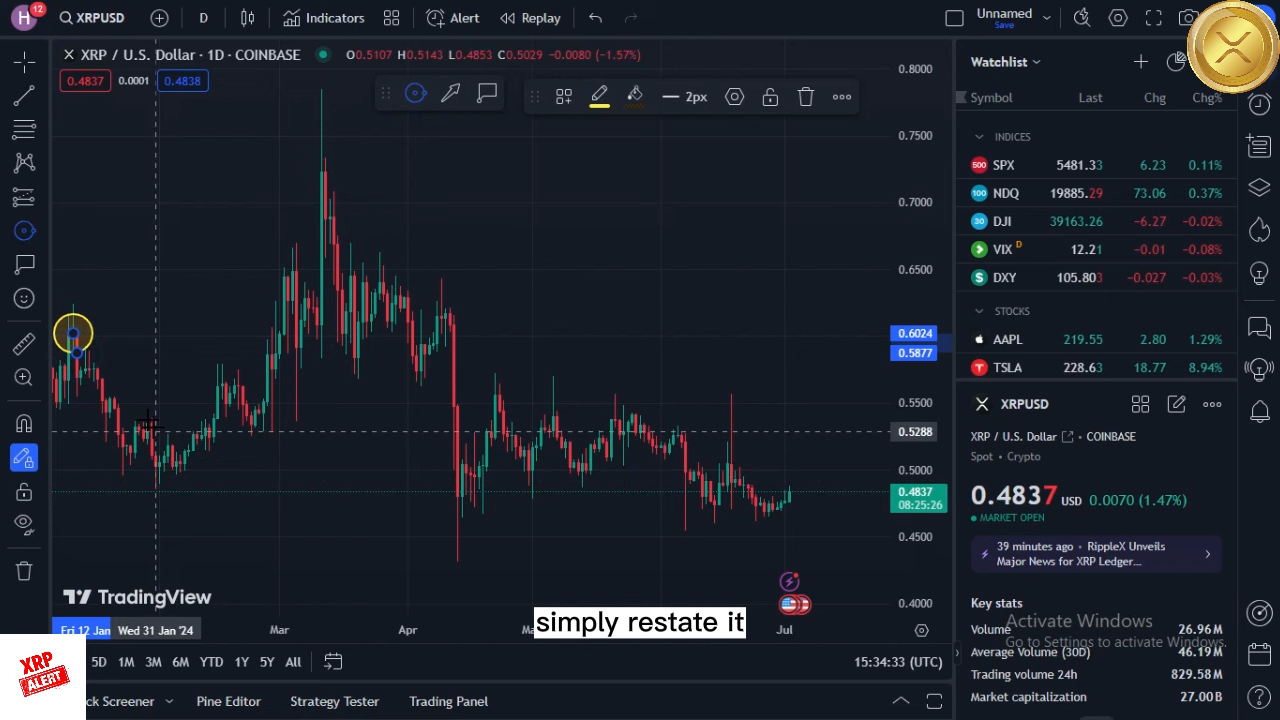 H 12 XRPUSD D Indicators Alert Replay Unnamed
Save
XRP / U.S. Dollar · 1D · COINBASE O0.5107 H0.5143 L0.4853 C0.5029 −0.0080 (−1.57%)
0.4837 0.0001 0.4838
2px
0.8000
0.7500
0.7000
0.6500
0.6024
0.5877
0.5500
0.5288
0.5000
0.4837
08:25:26
0.4500
0.4000
TradingView
Fri 12 Jan Wed 31 Jan '24 Mar Apr Jul
simply restate it
XRP
ALERT
5D 1M 3M 6M YTD 1Y 5Y All 15:34:33 (UTC)
Screener Pine Editor Strategy Tester Trading Panel
Watchlist
Symbol Last Chg Chg%
INDICES
500 SPX 5481.33 6.23 0.11%
100 NDQ 19885.29 73.06 0.37%
30 DJI 39163.26 −6.27 −0.02%
VIX D 12.21 −0.01 −0.08%
$ DXY 105.803 −0.027 −0.03%
STOCKS
AAPL 219.55 2.80 1.29%
TSLA 228.63 18.77 8.94%
XRPUSD
XRP / U.S. Dollar · COINBASE
Spot · Crypto
0.4837 USD 0.0070 (1.47%)
MARKET OPEN
39 minutes ago · RippleX Unveils
Major News for XRP Ledger...
Key stats
Activate Windows
Volume 26.96M
Go to Settings to activate Windows.
Average Volume (30D) 46.19M
Trading volume 24h 829.58M
Market capitalization 27.00B